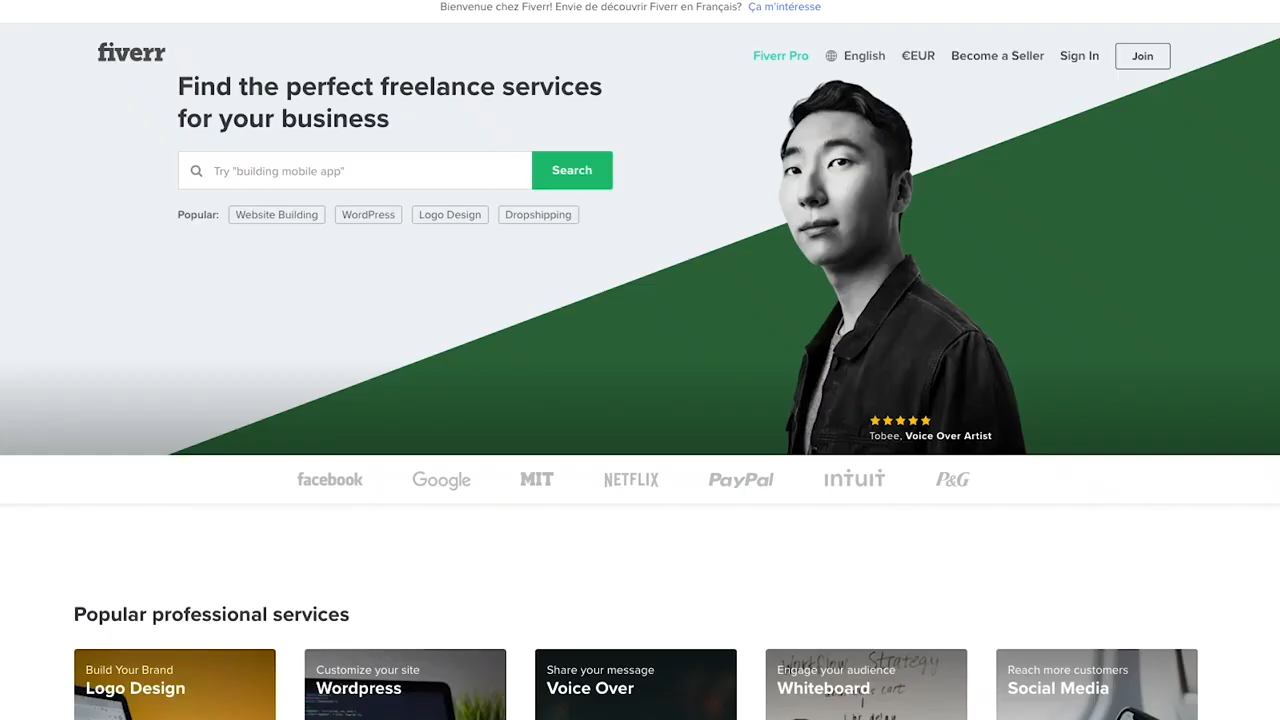 Bienvenue chez Fiverr! Envie de découvrir Fiverr en Français? Ça m'intéresse
fiverr
Fiverr Pro English €EUR Become a Seller Sign In Join
Find the perfect freelance services
for your business
Try "building mobile app" Search
Popular: Website Building WordPress Logo Design Dropshipping
Tobee, Voice Over Artist
facebook Google MIT NETFLIX PayPal intuit P&G
Popular professional services
Build Your Brand
Logo Design
Customize your site
Wordpress
Share your message
Voice Over
Engage your audience
Whiteboard
Reach more customers
Social Media